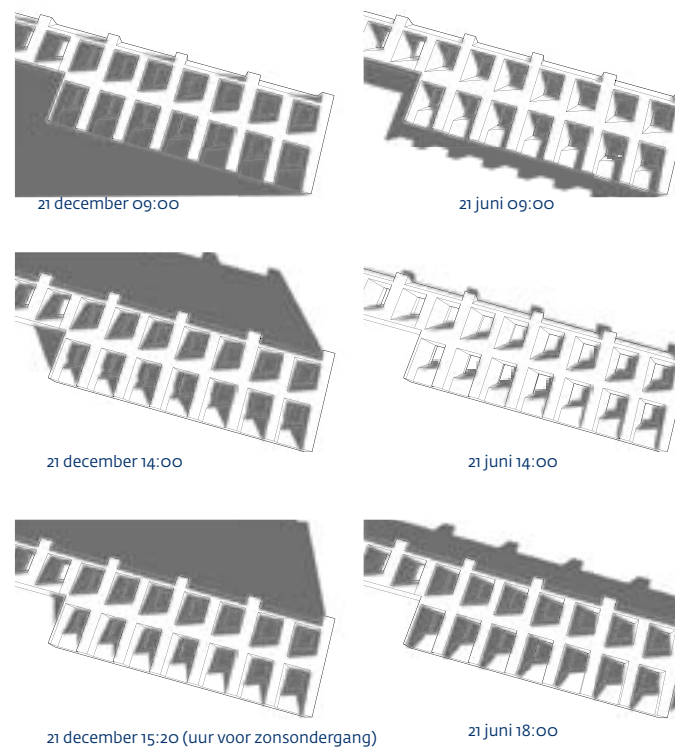 21 december 09:00
21 juni 09:00
21 december 14:00
21 juni 14:00
21 december 15:20 (uur voor zonsondergang)
21 juni 18:00